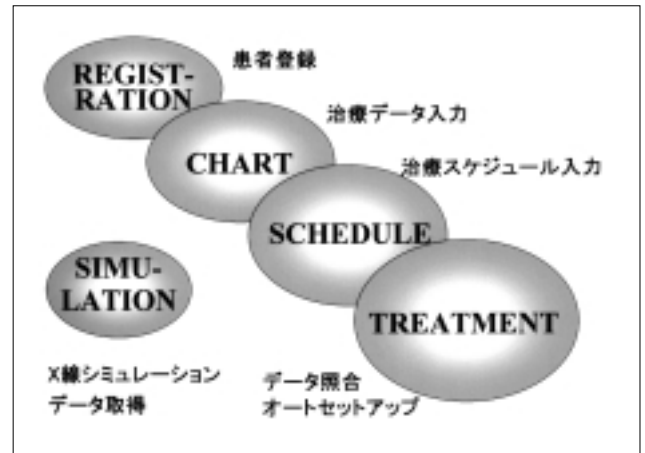 REGIST-
RATION
患者登録
CHART
治療データ入力
SCHEDULE
治療スケジュール入力
SIMU-
LATION
TREATMENT
X線シミュレーション
データ取得
データ照合
オートセットアップ